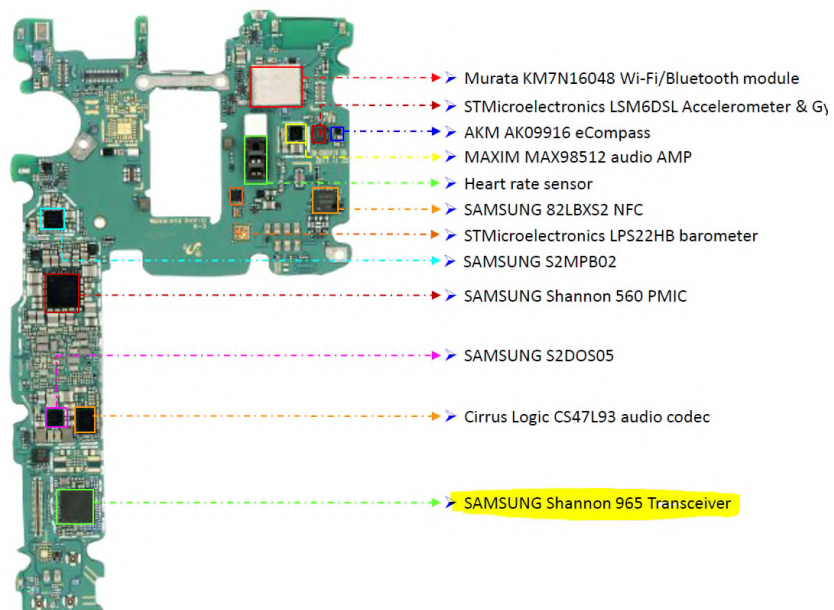 Murata KM7N16048 Wi-Fi/Bluetooth module
STMicroelectronics LSM6DSL Accelerometer & Gy
AKM AK09916 eCompass
MAXIM MAX98512 audio AMP
Heart rate sensor
SAMSUNG 82LBXS2 NFC
STMicroelectronics LPS22HB barometer
SAMSUNG S2MPB02
SAMSUNG Shannon 560 PMIC
SAMSUNG S2DOS05
Cirrus Logic CS47L93 audio codec
SAMSUNG Shannon 965 Transceiver